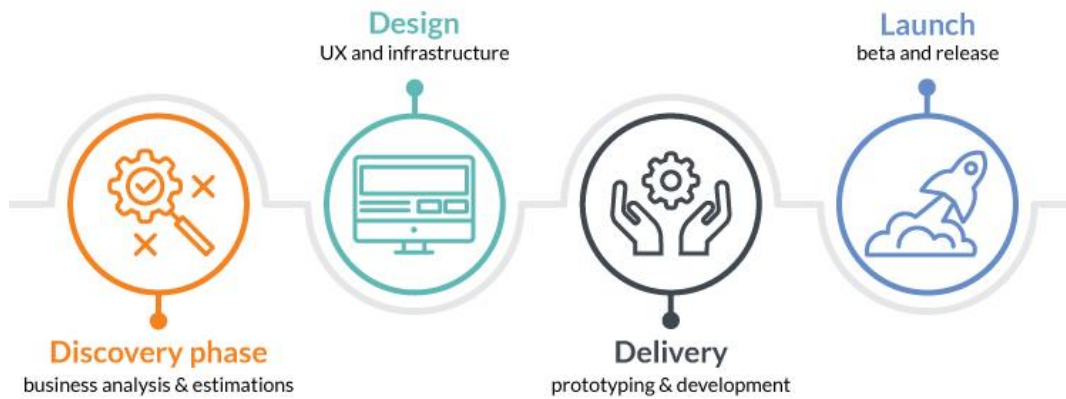 Design
UX and infrastructure
Launch
beta and release
Discovery phase
business analysis & estimations
Delivery
prototyping & development